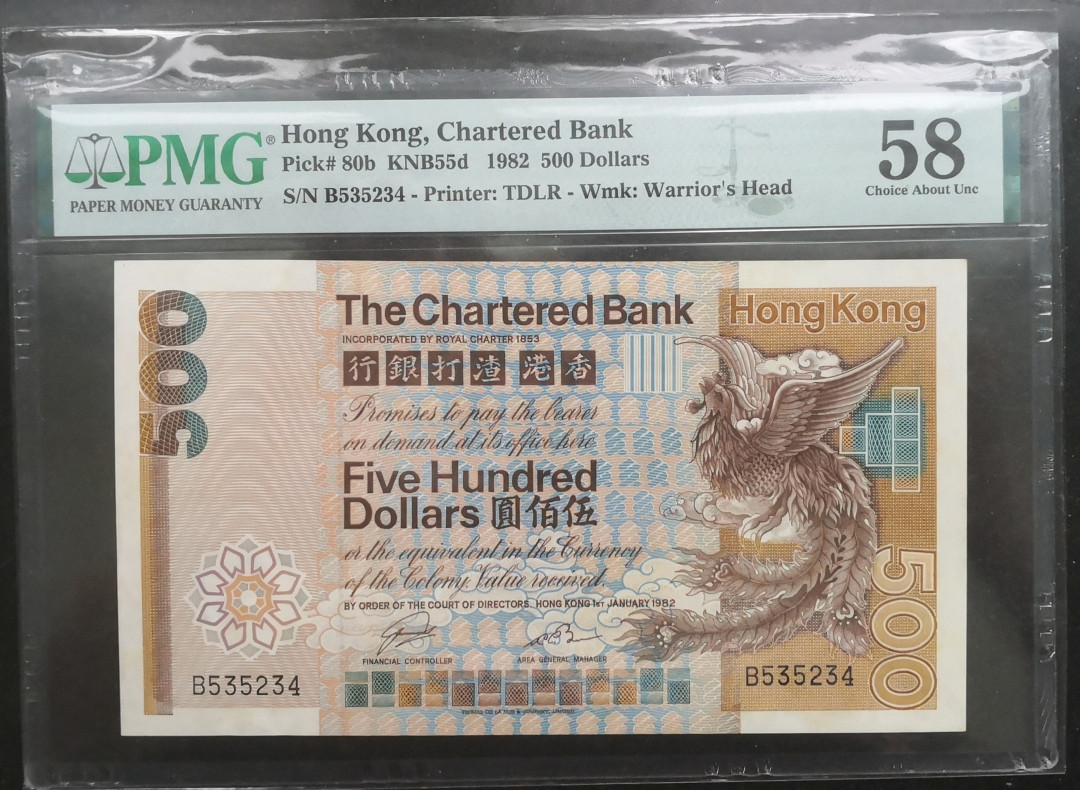 PMG®
PAPER MONEY GUARANTY
Hong Kong, Chartered Bank
Pick# 80b KNB55d 1982 500 Dollars
S/N B535234 - Printer: TDLR - Wmk: Warrior's Head
58
Choice About Unc
500
The Chartered Bank
Hong Kong
INCORPORATED BY ROYAL CHARTER 1853
行銀打渣 港香
Promises to pay the bearer
on demand at its office here
Five Hundred
Dollars 圓佰伍
or the equivalent in the Currency
of the Colony, Value received.
BY ORDER OF THE COURT OF DIRECTORS. HONG KONG 1ST JANUARY 1982
FINANCIAL CONTROLLER
AREA GENERAL MANAGER
500
B535234
B535234